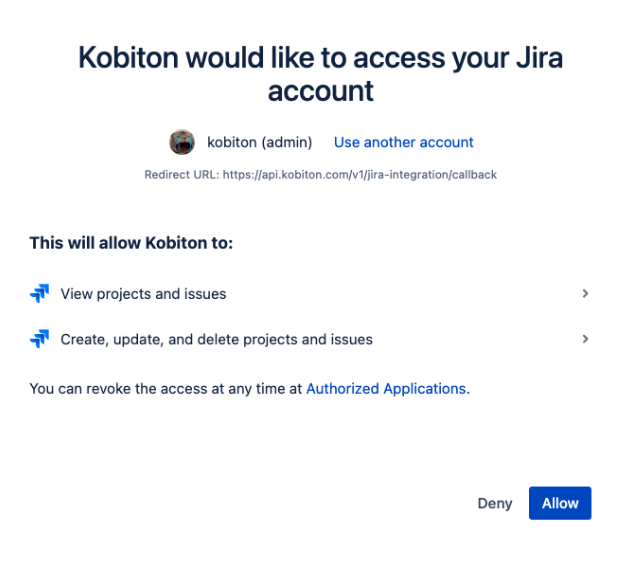 Kobiton would like to access your Jira
account
kobiton (admin) Use another account
Redirect URL: https://api.kobiton.com/v1/jira-integration/callback
This will allow Kobiton to:
View projects and issues
Create, update, and delete projects and issues
You can revoke the access at any time at Authorized Applications.
Deny Allow